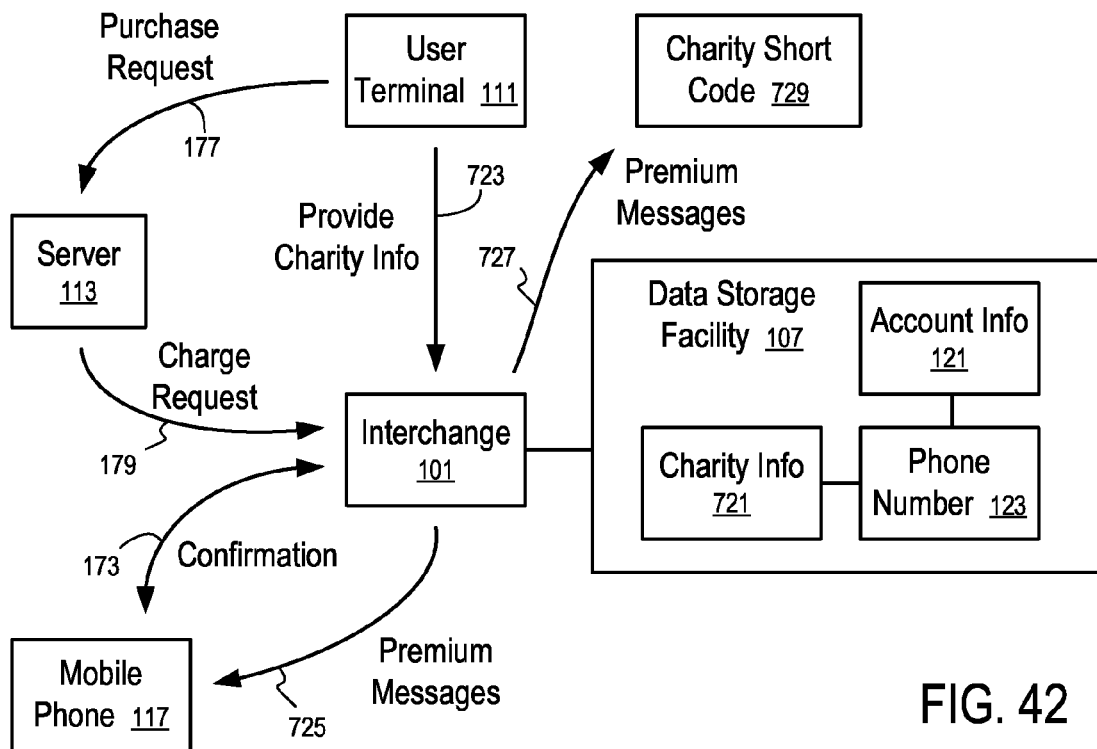 Purchase
Request
177
User
Terminal 111
Charity Short
Code 729
723
Provide
Charity Info
Premium
Messages
727
Server
113
Charge
Request
179
Interchange
101
Data Storage
Facility 107
Account Info
121
Charity Info
721
Phone
Number 123
173
Confirmation
Mobile
Phone 117
Premium
Messages
725
FIG. 42